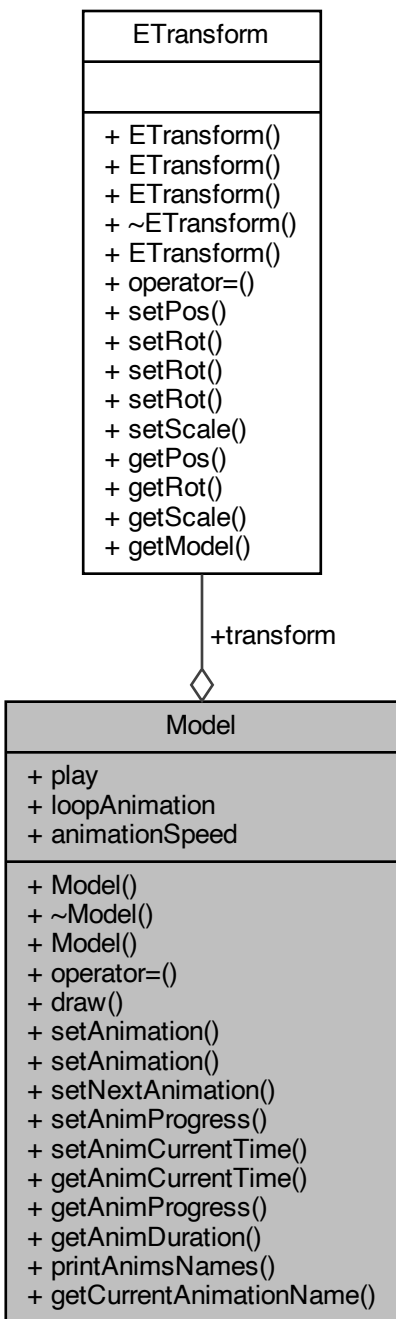 ETransform
+ ETransform()
+ ETransform()
+ ETransform()
+ ~ETransform()
+ ETransform()
+ operator=()
+ setPos()
+ setRot()
+ setRot()
+ setRot()
+ setScale()
+ getPos()
+ getRot()
+ getScale()
+ getModel()
+transform
Model
+ play
+ loopAnimation
+ animationSpeed
+ Model()
+ ~Model()
+ Model()
+ operator=()
+ draw()
+ setAnimation()
+ setAnimation()
+ setNextAnimation()
+ setAnimProgress()
+ setAnimCurrentTime()
+ getAnimCurrentTime()
+ getAnimProgress()
+ getAnimDuration()
+ printAnimsNames()
+ getCurrentAnimationName()